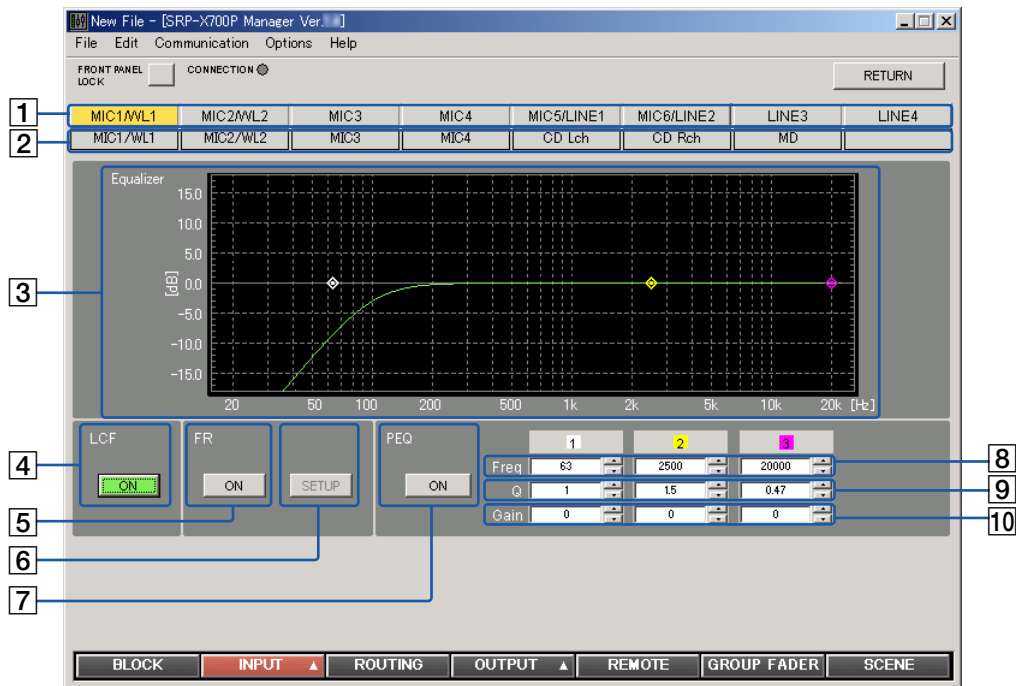 New File - [SRP-X700P Manager Ver. ]
File Edit Communication Options Help
FRONT PANEL LOCK CONNECTION RETURN
1 MIC1/WL1 MIC2/WL2 MIC3 MIC4 MIC5/LINE1 MIC6/LINE2 LINE3 LINE4
2 MIC1/WL1 MIC2/WL2 MIC3 MIC4 CD Lch CD Rch MD
Equalizer
15.0
10.0
5.0
3 [dB] 0.0
-5.0
-10.0
-15.0
20 50 100 200 500 1k 2k 5k 10k 20k [Hz]
LCF FR PEQ 1 2 3
4 ON ON SETUP ON Freq 63 2500 20000 8
Q 1 1.5 0.47 9
5 Gain 0 0 0 10
6
7
BLOCK INPUT ROUTING OUTPUT REMOTE GROUP FADER SCENE